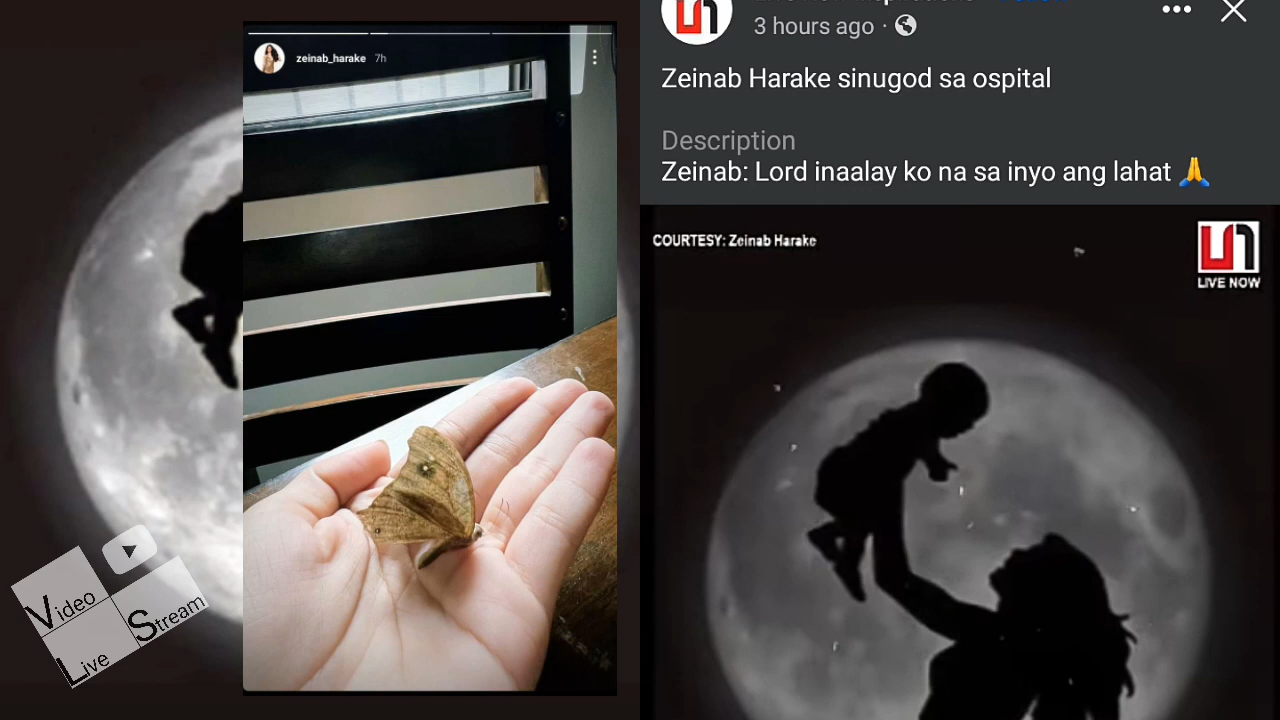 zeinab_harake 7h
Video
Stream
Live
3 hours ago ·
Zeinab Harake sinugod sa ospital
Description
Zeinab: Lord inaalay ko na sa inyo ang lahat 🙏
COURTESY: Zeinab Harake
LIVE NOW